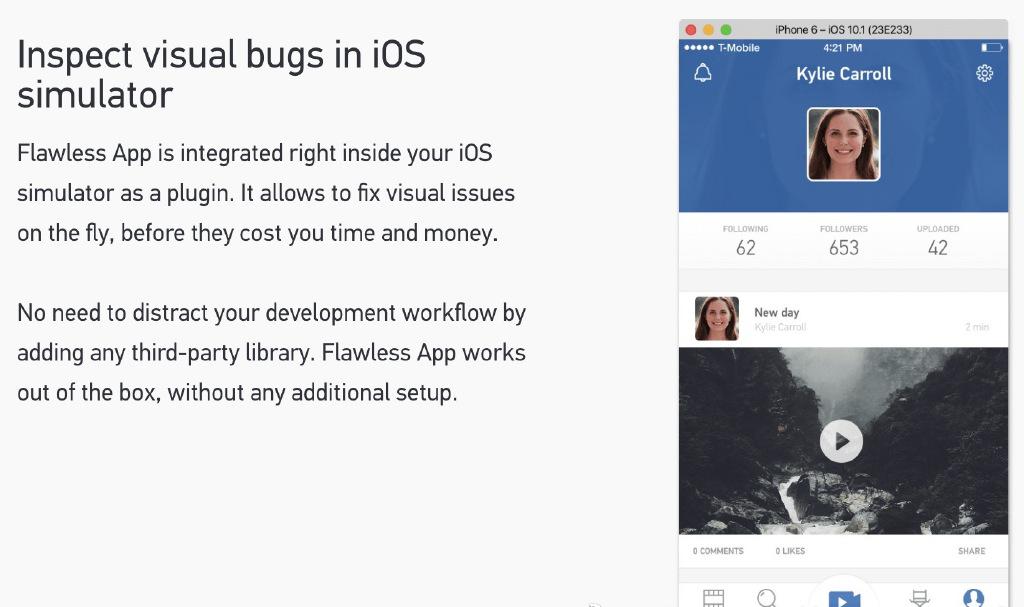 Inspect visual bugs in iOS
simulator
Flawless App is integrated right inside your iOS
simulator as a plugin. It allows to fix visual issues
on the fly, before they cost you time and money.
No need to distract your development workflow by
adding any third-party library. Flawless App works
out of the box, without any additional setup.
iPhone 6 – iOS 10.1 (23E233)
T-Mobile 4:21 PM
Kylie Carroll
FOLLOWING FOLLOWERS UPLOADED
62 653 42
New day
Kylie Carroll 2 min
0 COMMENTS 0 LIKES SHARE